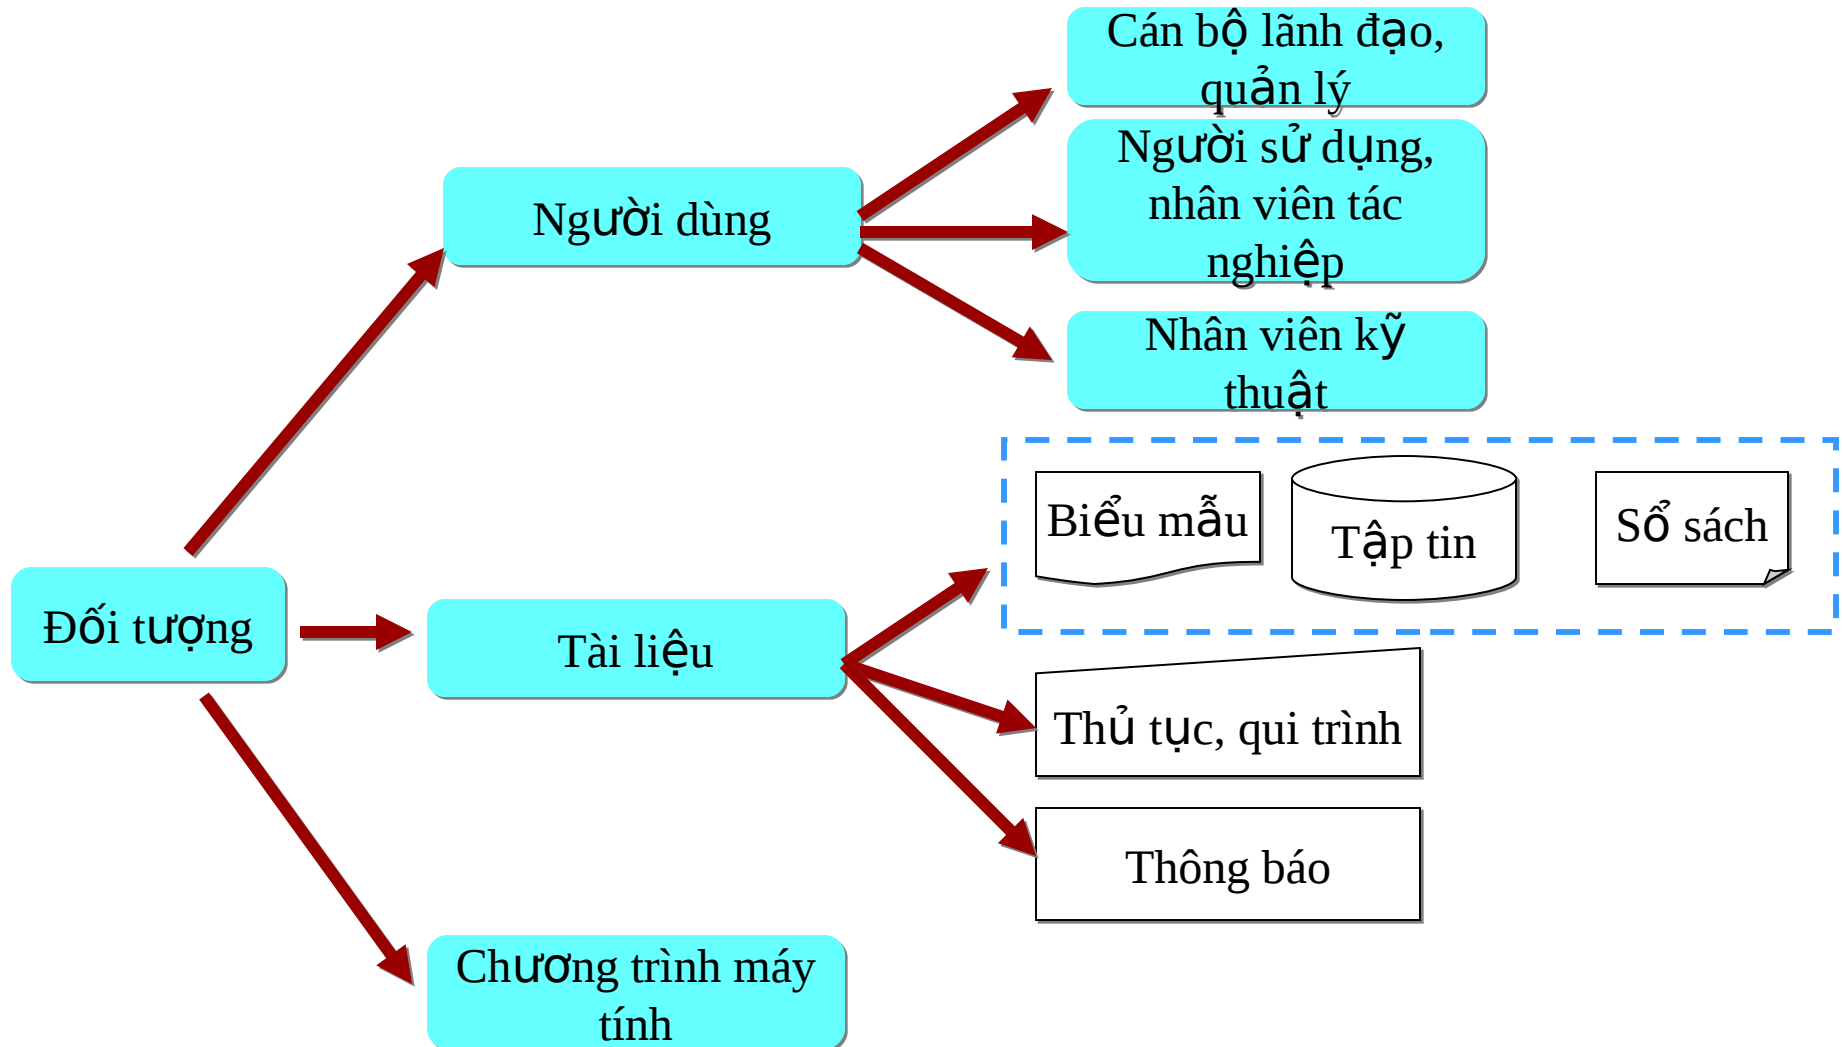 Cán bộ lãnh đạo,
quản lý
Người sử dụng,
nhân viên tác
nghiệp
Người dùng
Nhân viên kỹ
thuật
Biểu mẫu
Tập tin
Sổ sách
Đối tượng
Tài liệu
Thủ tục, qui trình
Thông báo
Chương trình máy
tính